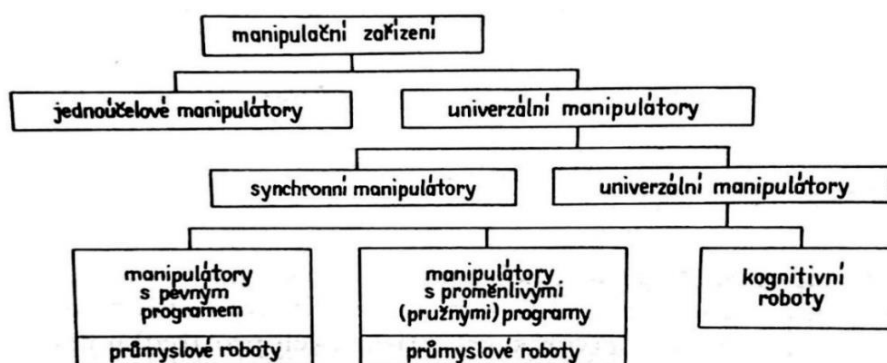 manipulační zařízení
jednoúčelové manipulátory
univerzální manipulátory
synchronní manipulátory
univerzální manipulátory
manipulátory
s pevným
programem
průmyslové roboty
manipulátory
s proměnlivými
(pružnými) programy
průmyslové roboty
kognitivní
roboty